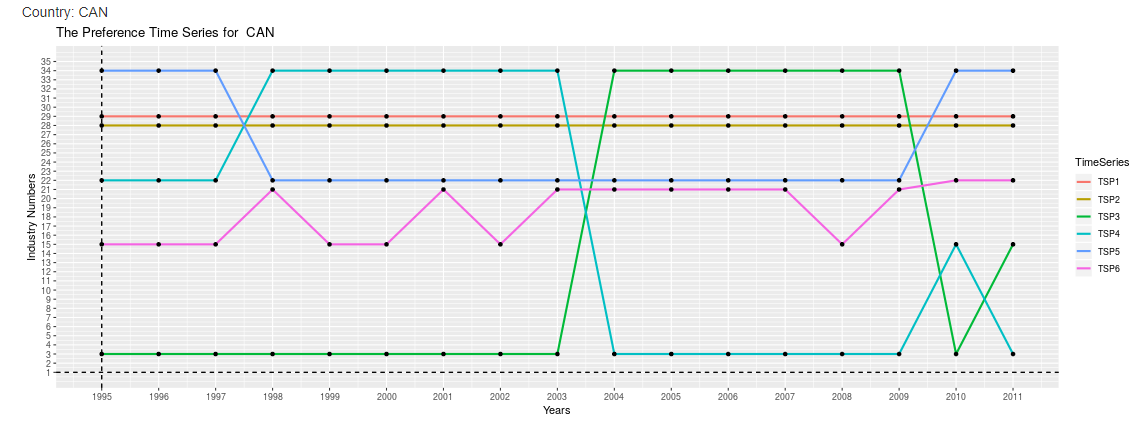 Country: CAN
The Preference Time Series for CAN
Industry Numbers
35
34
33
32
31
30
29
28
27
26
25
24
23
22
21
20
19
18
17
16
15
14
13
12
11
10
9
8
7
6
5
4
3
2
1
1995 1996 1997 1998 1999 2000 2001 2002 2003 2004 2005 2006 2007 2008 2009 2010 2011
Years
TimeSeries
TSP1
TSP2
TSP3
TSP4
TSP5
TSP6